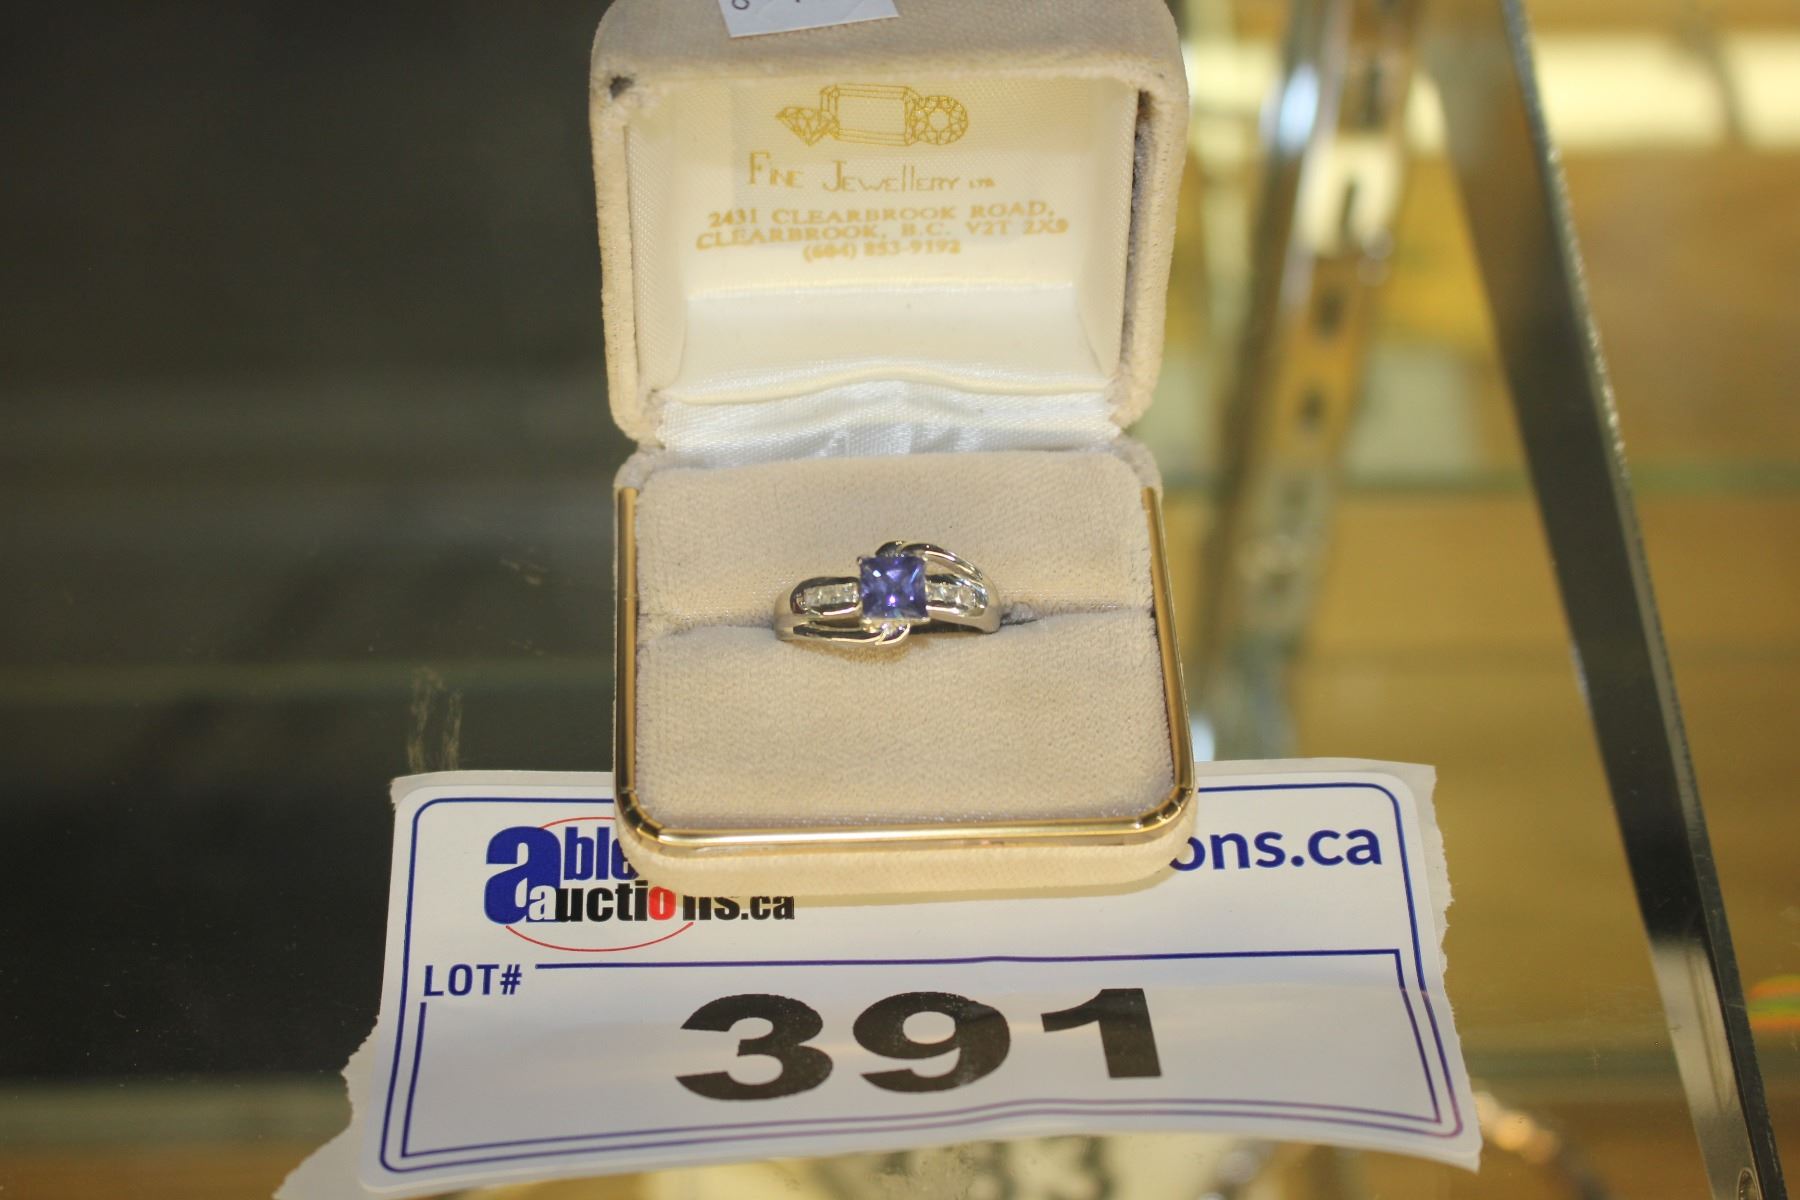 Fine Jewellery LTD
2431 CLEARBROOK ROAD,
CLEARBROOK, B.C. V2T 2X9
(604) 853-9192
able
ons.ca
auctions.ca
LOT#
391